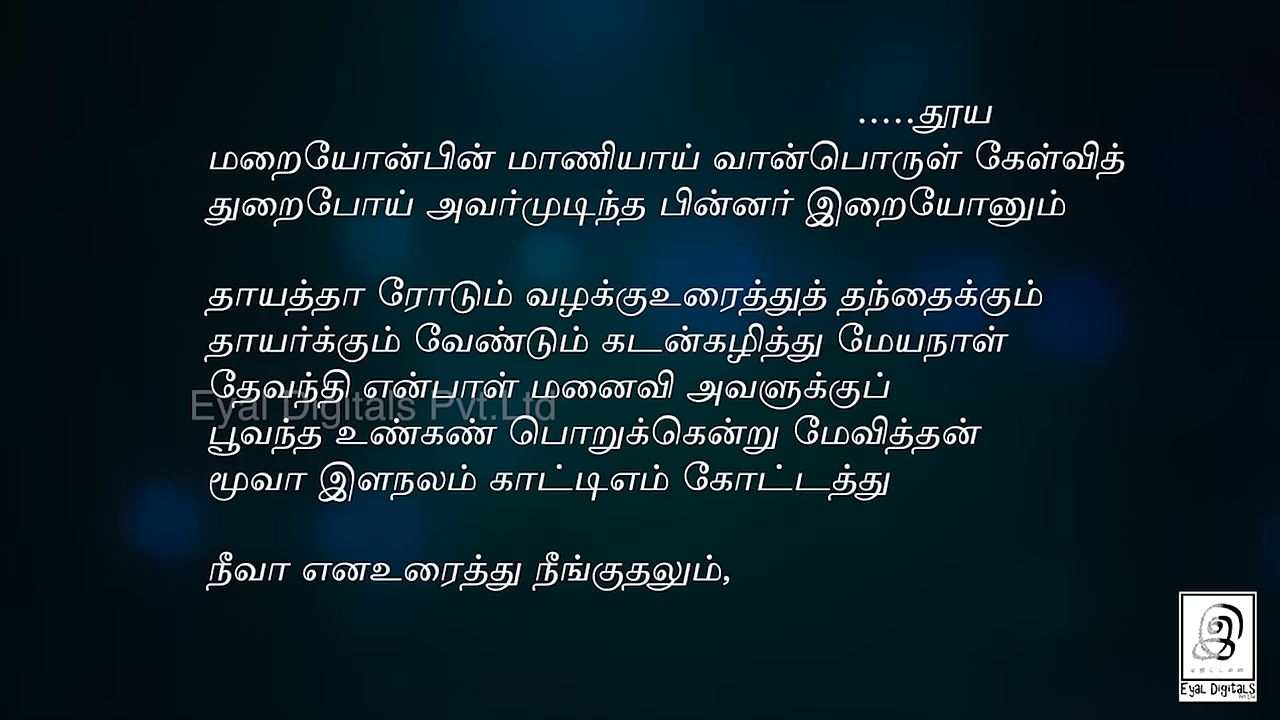 .....தூய
மறையோன்பின் மாணியாய் வான்பொருள் கேள்வித்
துறைபோய் அவர்முடிந்த பின்னர் இறையோனும்
தாயத்தா ரோடும் வழக்குஉரைத்துத் தந்தைக்கும்
தாயர்க்கும் வேண்டும் கடன்கழித்து மேயநாள்
தேவந்தி என்பாள் மனைவி அவளுக்குப்
Eyal Digitals Pvt.Ltd
பூவந்த உண்கண் பொறுக்கென்று மேவித்தன்
மூவா இளநலம் காட்டிஎம் கோட்டத்து
நீவா எனஉரைத்து நீங்குதலும்,
Eyal Digitals